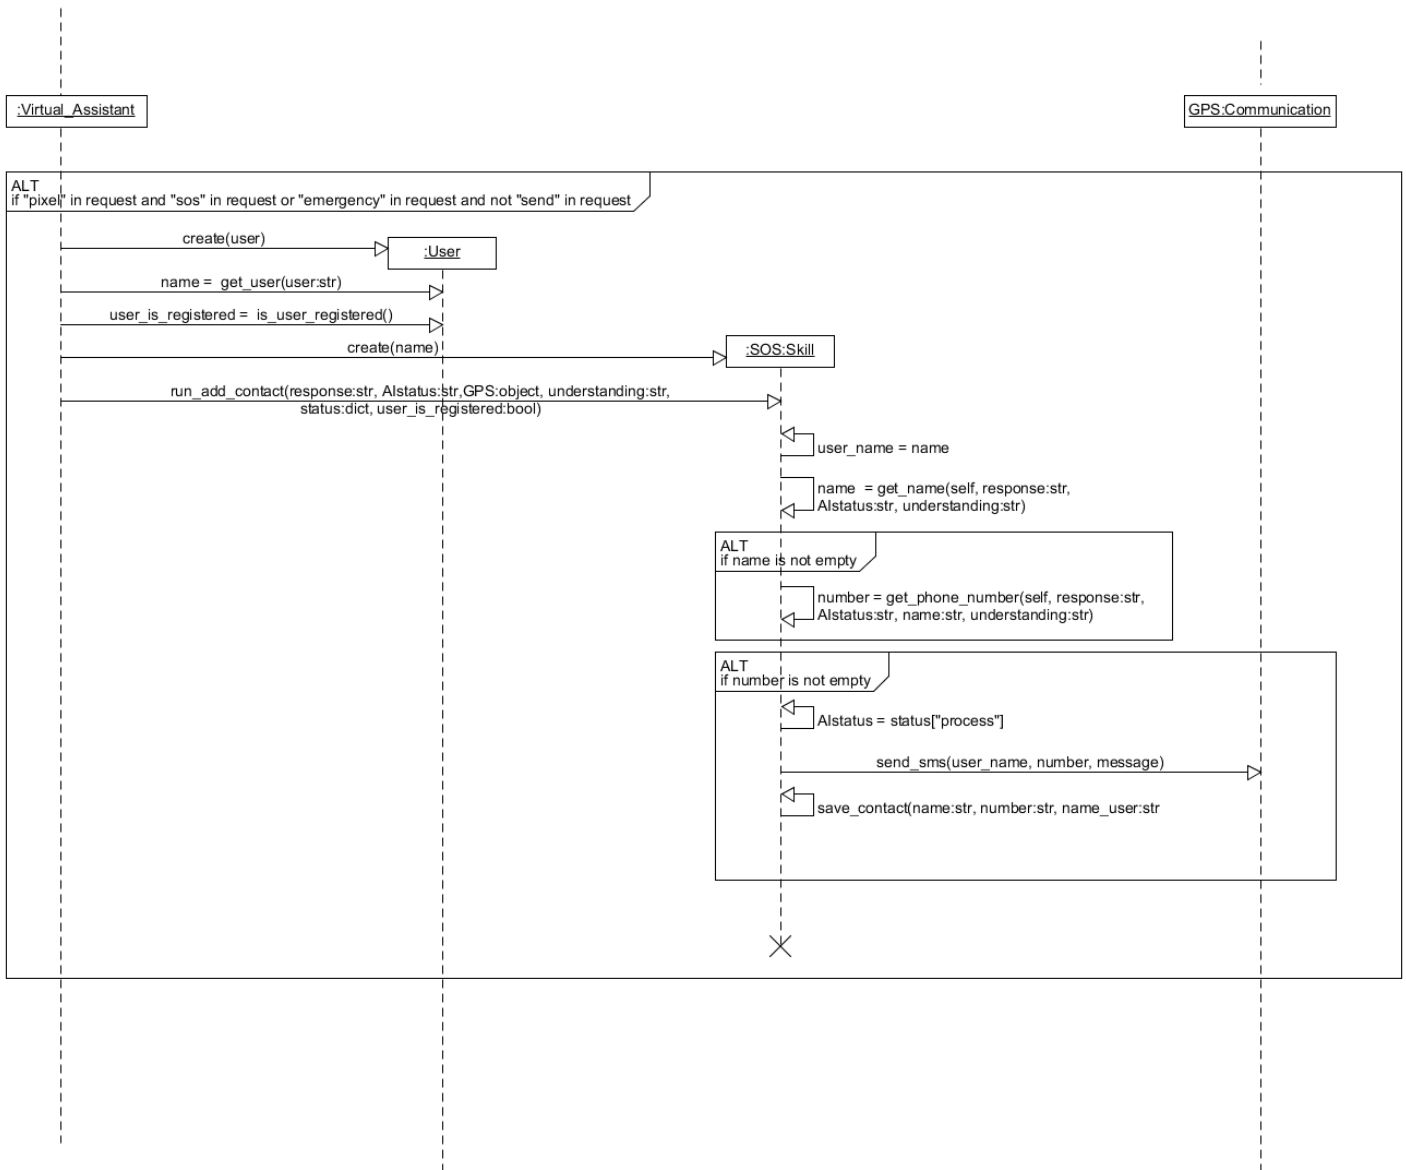 :Virtual_Assistant
GPS:Communication
ALT
if "pixel" in request and "sos" in request or "emergency" in request and not "send" in request
create(user)
:User
name =  get_user(user:str)
user_is_registered =  is_user_registered()
create(name)
:SOS:Skill
run_add_contact(response:str, AIstatus:str,GPS:object, understanding:str,
status:dict, user_is_registered:bool)
user_name = name
name  = get_name(self, response:str,
AIstatus:str, understanding:str)
ALT
if name is not empty
number = get_phone_number(self, response:str,
AIstatus:str, name:str, understanding:str)
ALT
if number is not empty
AIstatus = status["process"]
send_sms(user_name, number, message)
save_contact(name:str, number:str, name_user:str